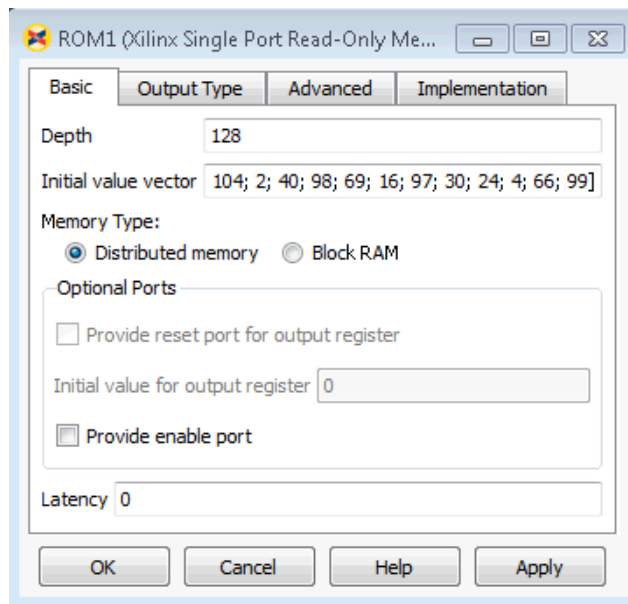 ROM1 (Xilinx Single Port Read-Only Me...
Basic Output Type Advanced Implementation
Depth 128
Initial value vector 104; 2; 40; 98; 69; 16; 97; 30; 24; 4; 66; 99]
Memory Type:
Distributed memory Block RAM
Optional Ports
Provide reset port for output register
Initial value for output register 0
Provide enable port
Latency 0
OK Cancel Help Apply